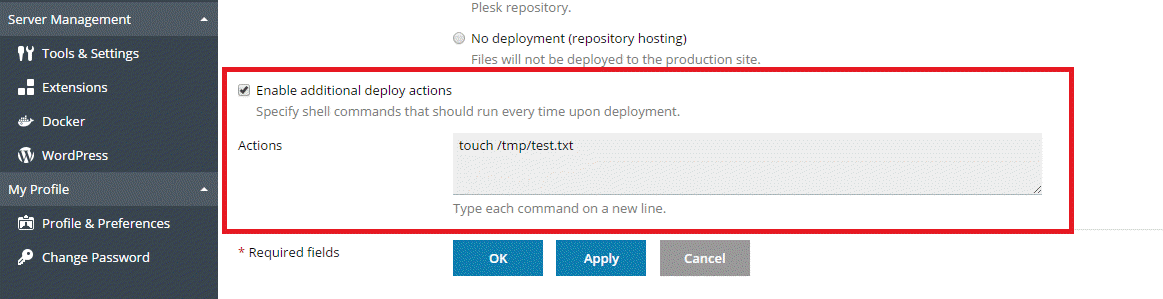 Server Management
Tools & Settings
Extensions
Docker
WordPress
My Profile
Profile & Preferences
Change Password
Plesk repository.
No deployment (repository hosting)
Files will not be deployed to the production site.
Enable additional deploy actions
Specify shell commands that should run every time upon deployment.
Actions
touch /tmp/test.txt
Type each command on a new line.
* Required fields
OK
Apply
Cancel